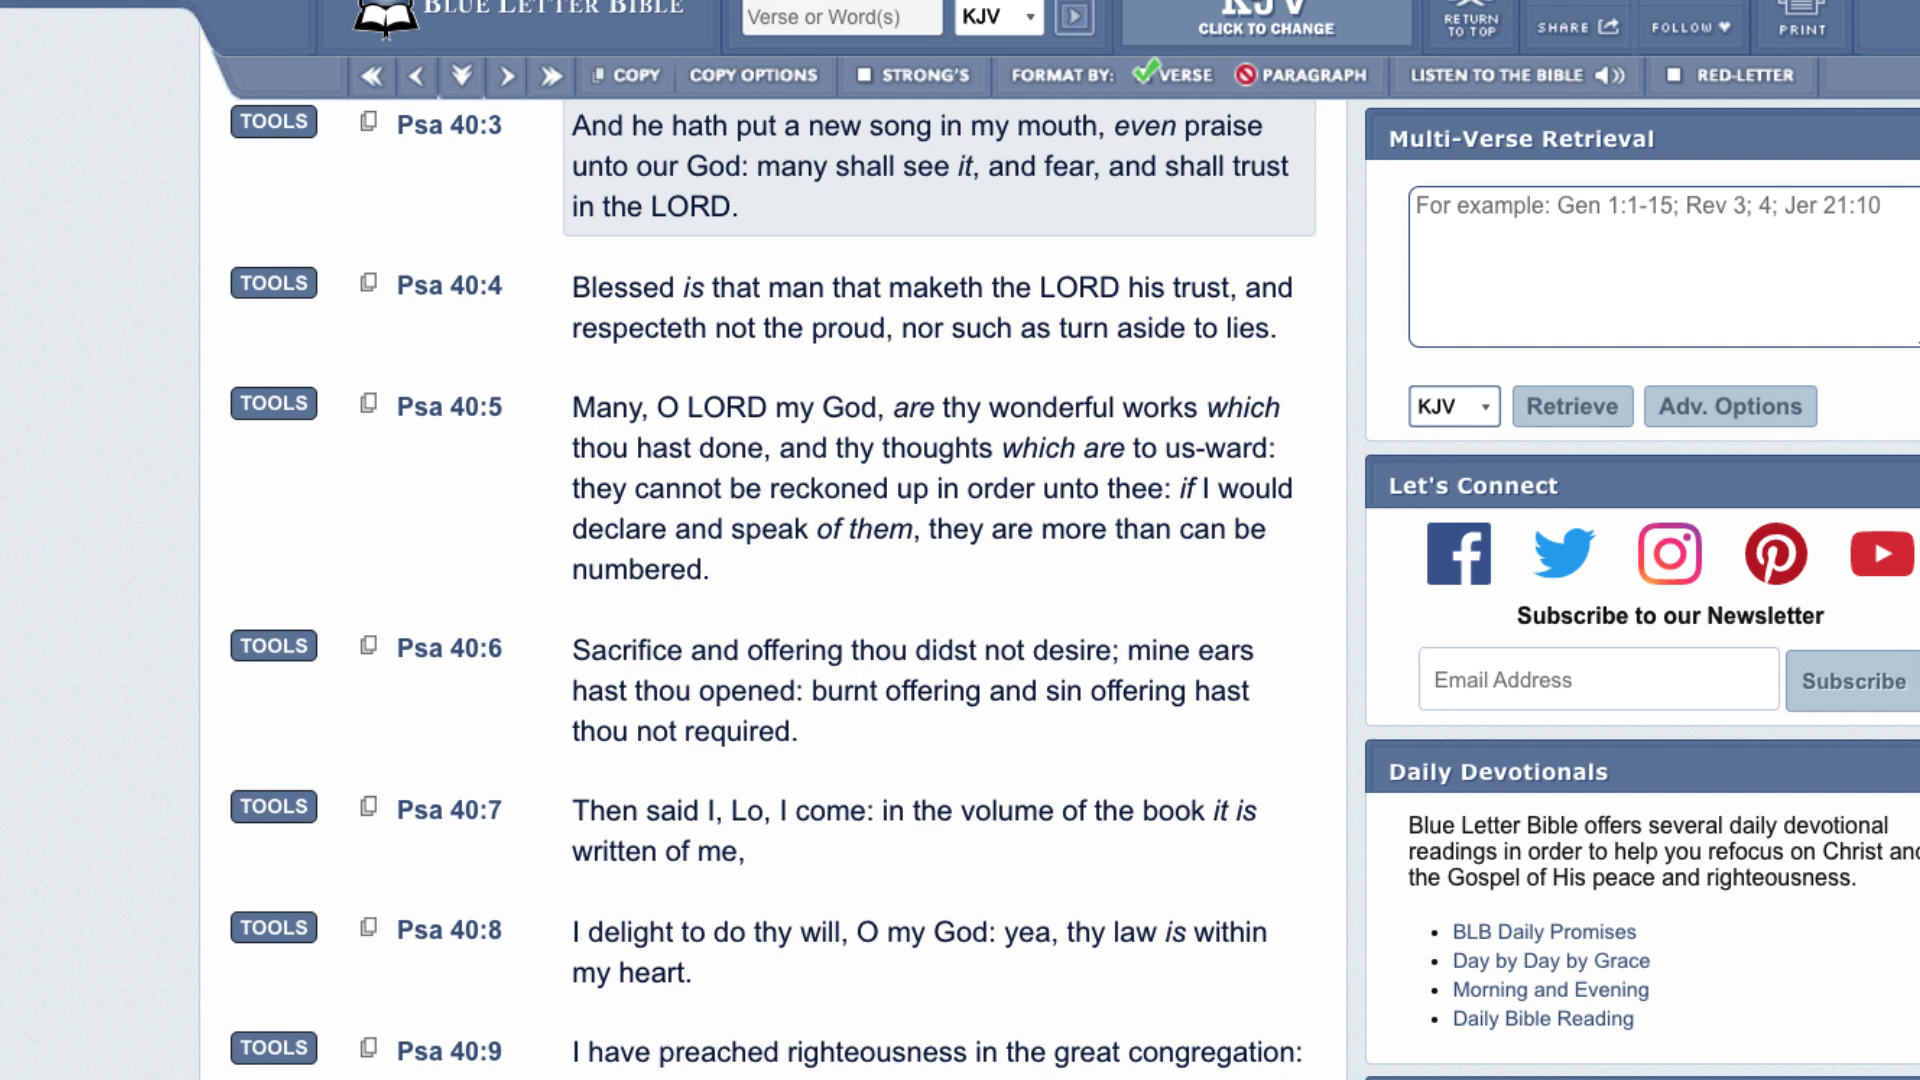 BLUE LETTER BIBLE
Verse or Word(s)
KJV
KJV
CLICK TO CHANGE
RETURN
TO TOP
SHARE
FOLLOW
PRINT
COPY
COPY OPTIONS
STRONG'S
FORMAT BY:
VERSE
PARAGRAPH
LISTEN TO THE BIBLE
RED-LETTER
TOOLS
Psa 40:3
And he hath put a new song in my mouth, even praise
unto our God: many shall see it, and fear, and shall trust
in the LORD.
TOOLS
Psa 40:4
Blessed is that man that maketh the LORD his trust, and
respecteth not the proud, nor such as turn aside to lies.
TOOLS
Psa 40:5
Many, O LORD my God, are thy wonderful works which
thou hast done, and thy thoughts which are to us-ward:
they cannot be reckoned up in order unto thee: if I would
declare and speak of them, they are more than can be
numbered.
TOOLS
Psa 40:6
Sacrifice and offering thou didst not desire; mine ears
hast thou opened: burnt offering and sin offering hast
thou not required.
TOOLS
Psa 40:7
Then said I, Lo, I come: in the volume of the book it is
written of me,
TOOLS
Psa 40:8
I delight to do thy will, O my God: yea, thy law is within
my heart.
TOOLS
Psa 40:9
I have preached righteousness in the great congregation:
Multi-Verse Retrieval
For example: Gen 1:1-15; Rev 3; 4; Jer 21:10
KJV
Retrieve
Adv. Options
Let's Connect
Subscribe to our Newsletter
Email Address
Subscribe
Daily Devotionals
Blue Letter Bible offers several daily devotional
readings in order to help you refocus on Christ and
the Gospel of His peace and righteousness.
BLB Daily Promises
Day by Day by Grace
Morning and Evening
Daily Bible Reading